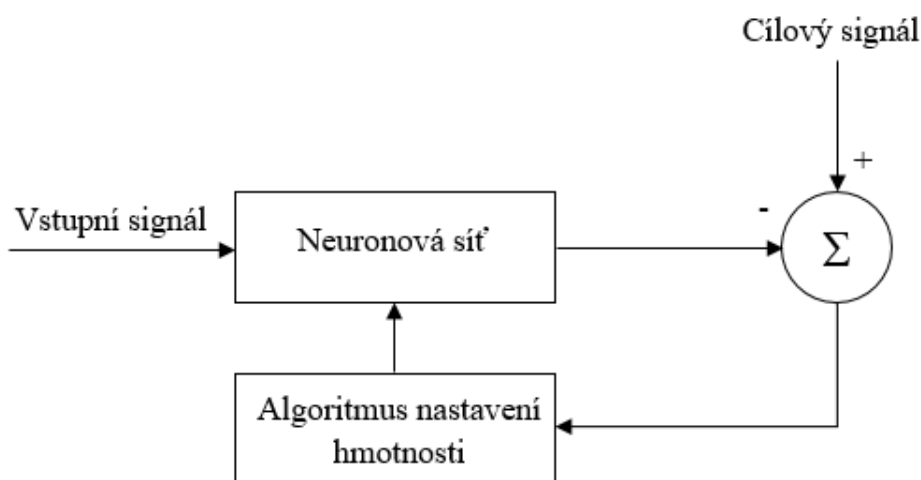 Cílový signál
+
Vstupní signál
-
Neuronová síť
Σ
Algoritmus nastavení
hmotnosti